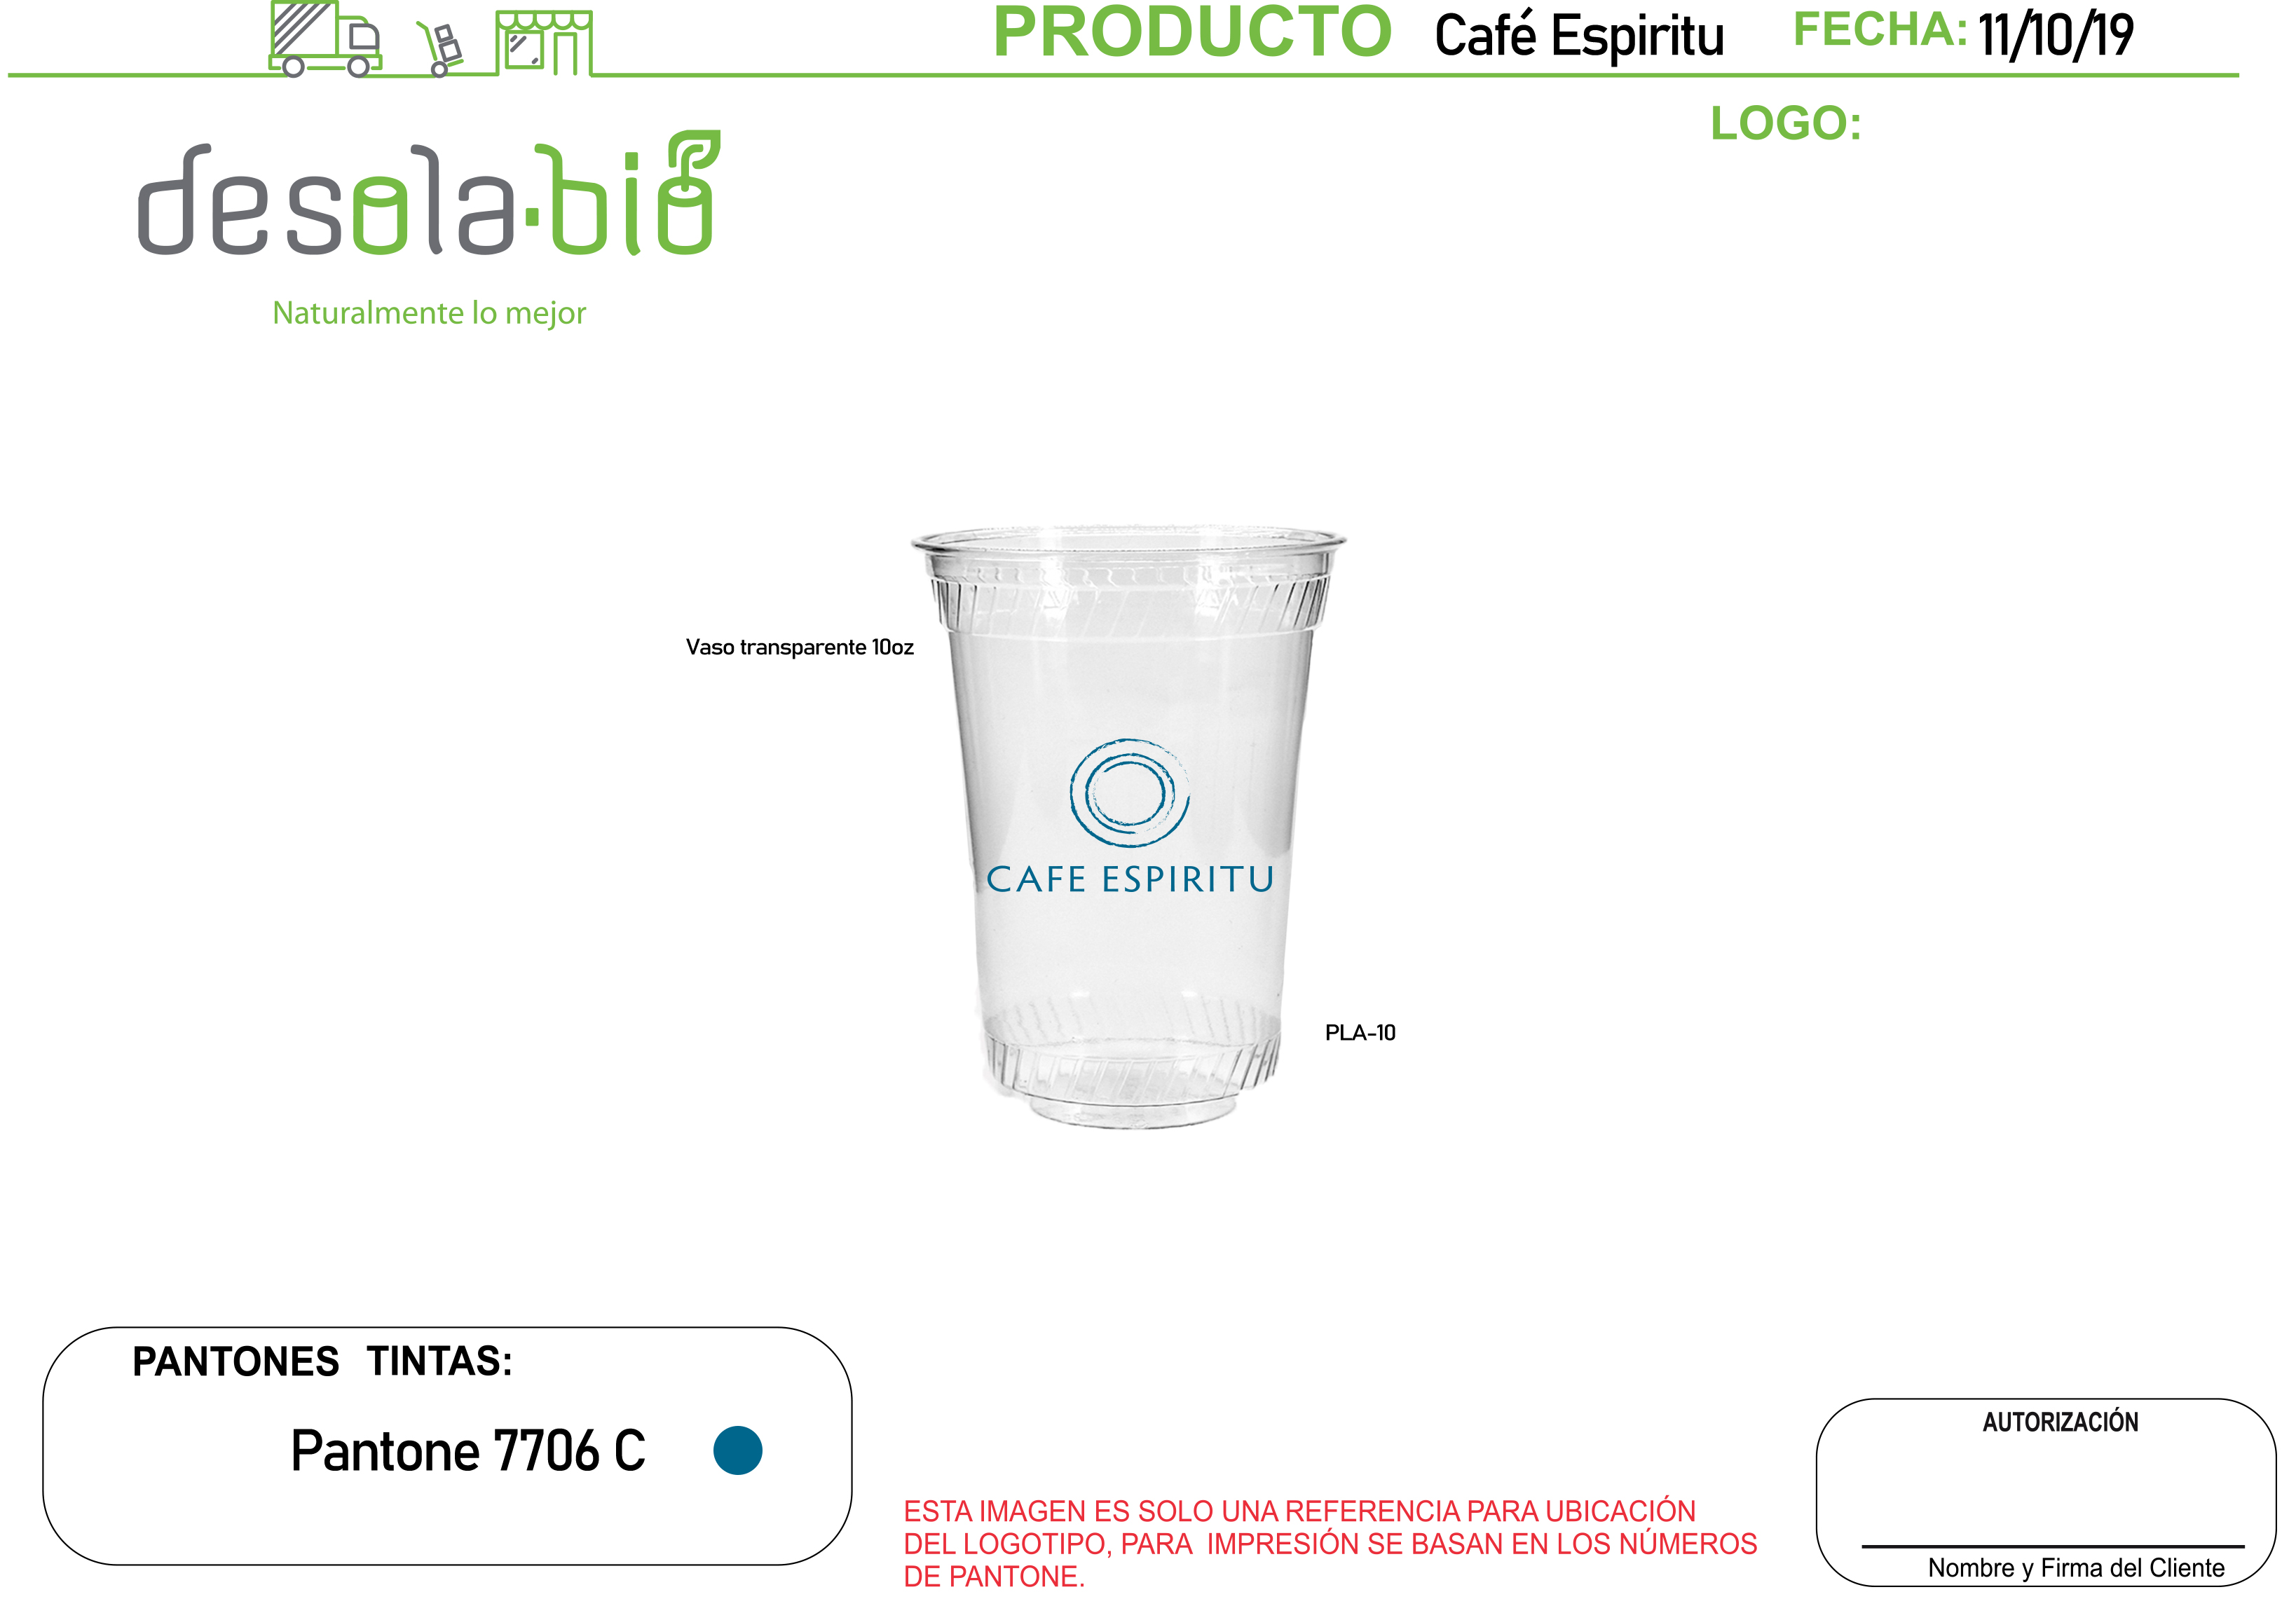 PRODUCTO Café Espiritu FECHA: 11/10/19
LOGO:
desola·bio
Naturalmente lo mejor
Vaso transparente 10oz
CAFE ESPIRITU
PLA-10
PANTONES TINTAS:
Pantone 7706 C
ESTA IMAGEN ES SOLO UNA REFERENCIA PARA UBICACIÓN
DEL LOGOTIPO, PARA IMPRESIÓN SE BASAN EN LOS NÚMEROS
DE PANTONE.
AUTORIZACIÓN
Nombre y Firma del Cliente